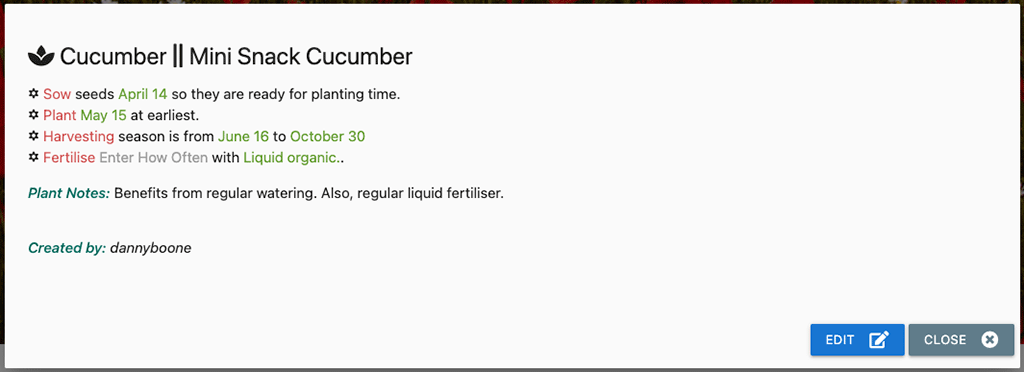 Cucumber || Mini Snack Cucumber
✡ Sow seeds April 14 so they are ready for planting time.
✡ Plant May 15 at earliest.
✡ Harvesting season is from June 16 to October 30
✡ Fertilise Enter How Often with Liquid organic..
Plant Notes: Benefits from regular watering. Also, regular liquid fertiliser.
Created by: dannyboone
EDIT CLOSE